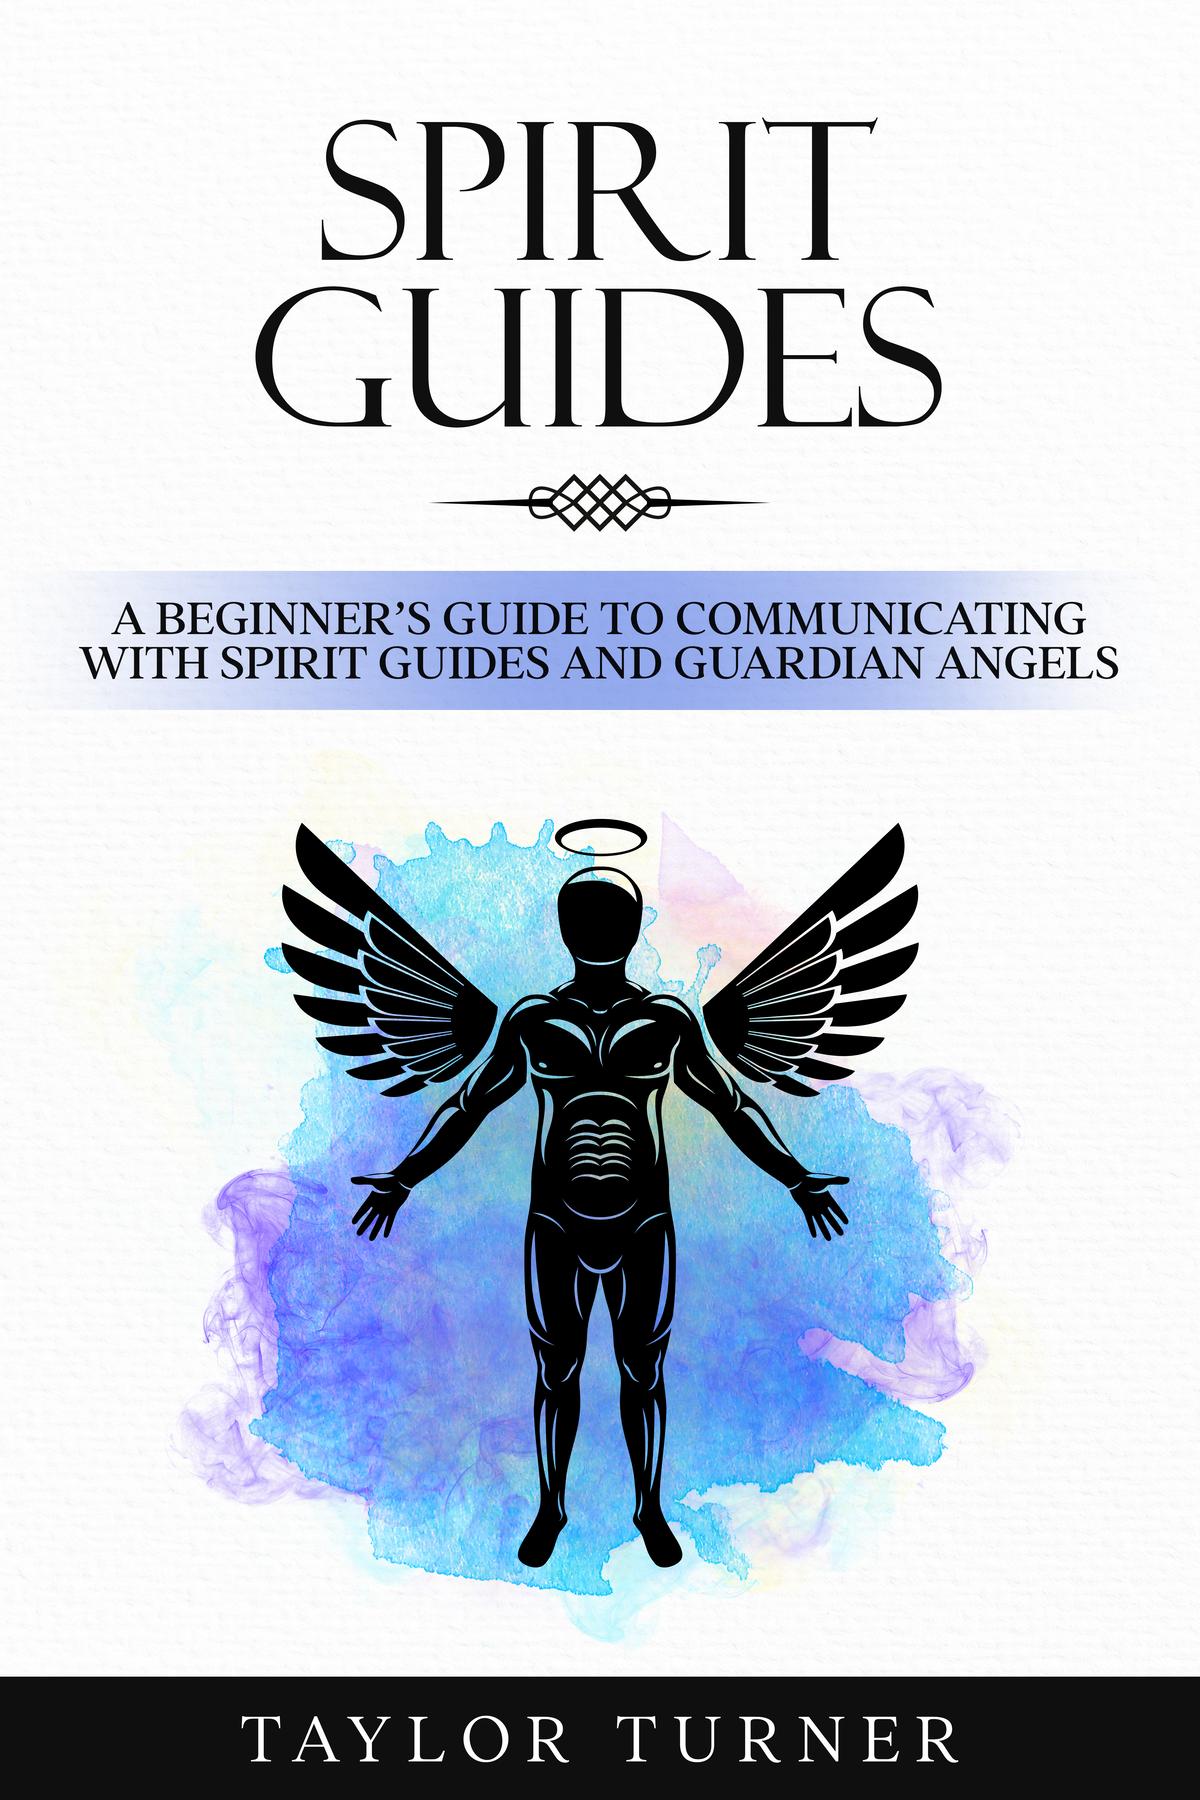 SPIRIT
GUIDES
A BEGINNER’S GUIDE TO COMMUNICATING
WITH SPIRIT GUIDES AND GUARDIAN ANGELS
TAYLOR TURNER